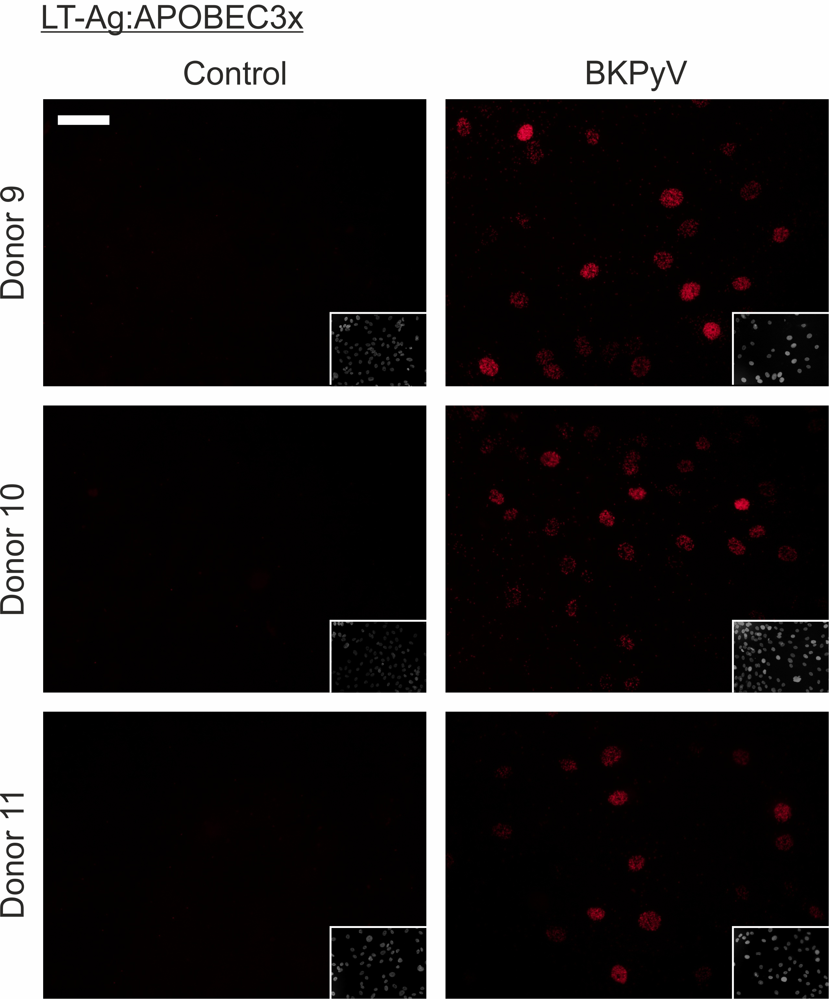 LT-Ag:APOBEC3x
Control
BKPyV
Donor 9
Donor 10
Donor 11